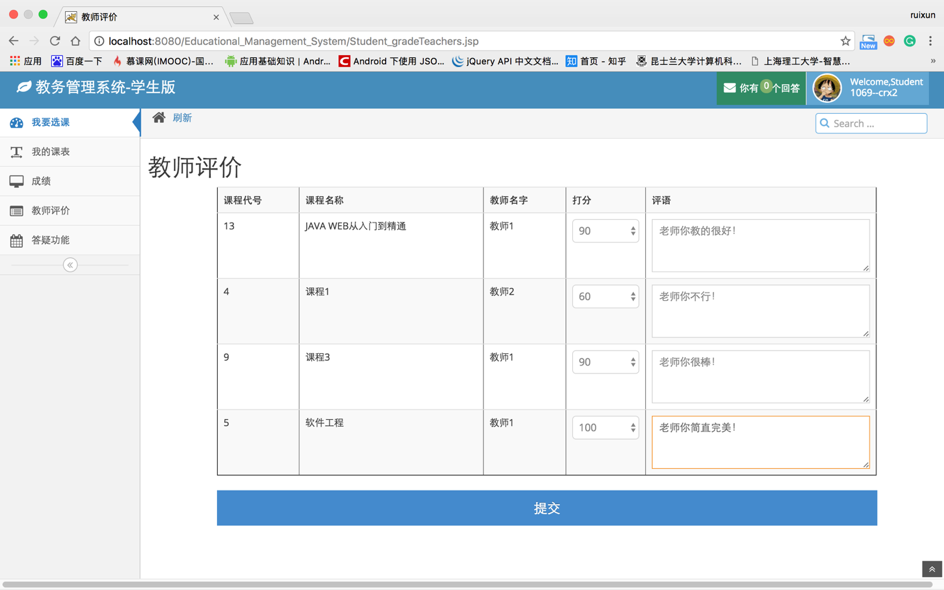 教师评价
ruixun
localhost:8080/Educational_Management_System/Student_gradeTeachers.jsp
New
应用 百度一下 慕课网(IMOOC)-国... 应用基础知识 | Andr... Android 下使用 JSO... jQuery API 中文文档... 首页 - 知乎 昆士兰大学计算机科... 上海理工大学-智慧... »
教务管理系统-学生版
你有0个回答
Welcome,Student
1069--crx2
我要选课
刷新
Search ...
我的课表
成绩
教师评价
答疑功能
教师评价
课程代号 课程名称 教师名字 打分 评语
13 JAVA WEB从入门到精通 教师1 90 老师你教的很好!
4 课程1 教师2 60 老师你不行!
9 课程3 教师1 90 老师你很棒!
5 软件工程 教师1 100 老师你简直完美!
提交